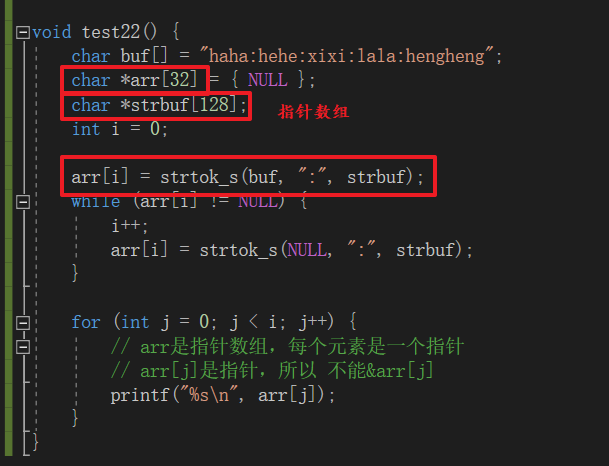 void test22() {
char buf[] = "haha:hehe:xixi:lala:hengheng";
char *arr[32] = { NULL };
char *strbuf[128];
指针数组
int i = 0;
arr[i] = strtok_s(buf, ":", strbuf);
while (arr[i] != NULL) {
i++;
arr[i] = strtok_s(NULL, ":", strbuf);
}
for (int j = 0; j < i; j++) {
// arr是指针数组，每个元素是一个指针
// arr[j]是指针，所以 不能&arr[j]
printf("%s\n", arr[j]);
}
}